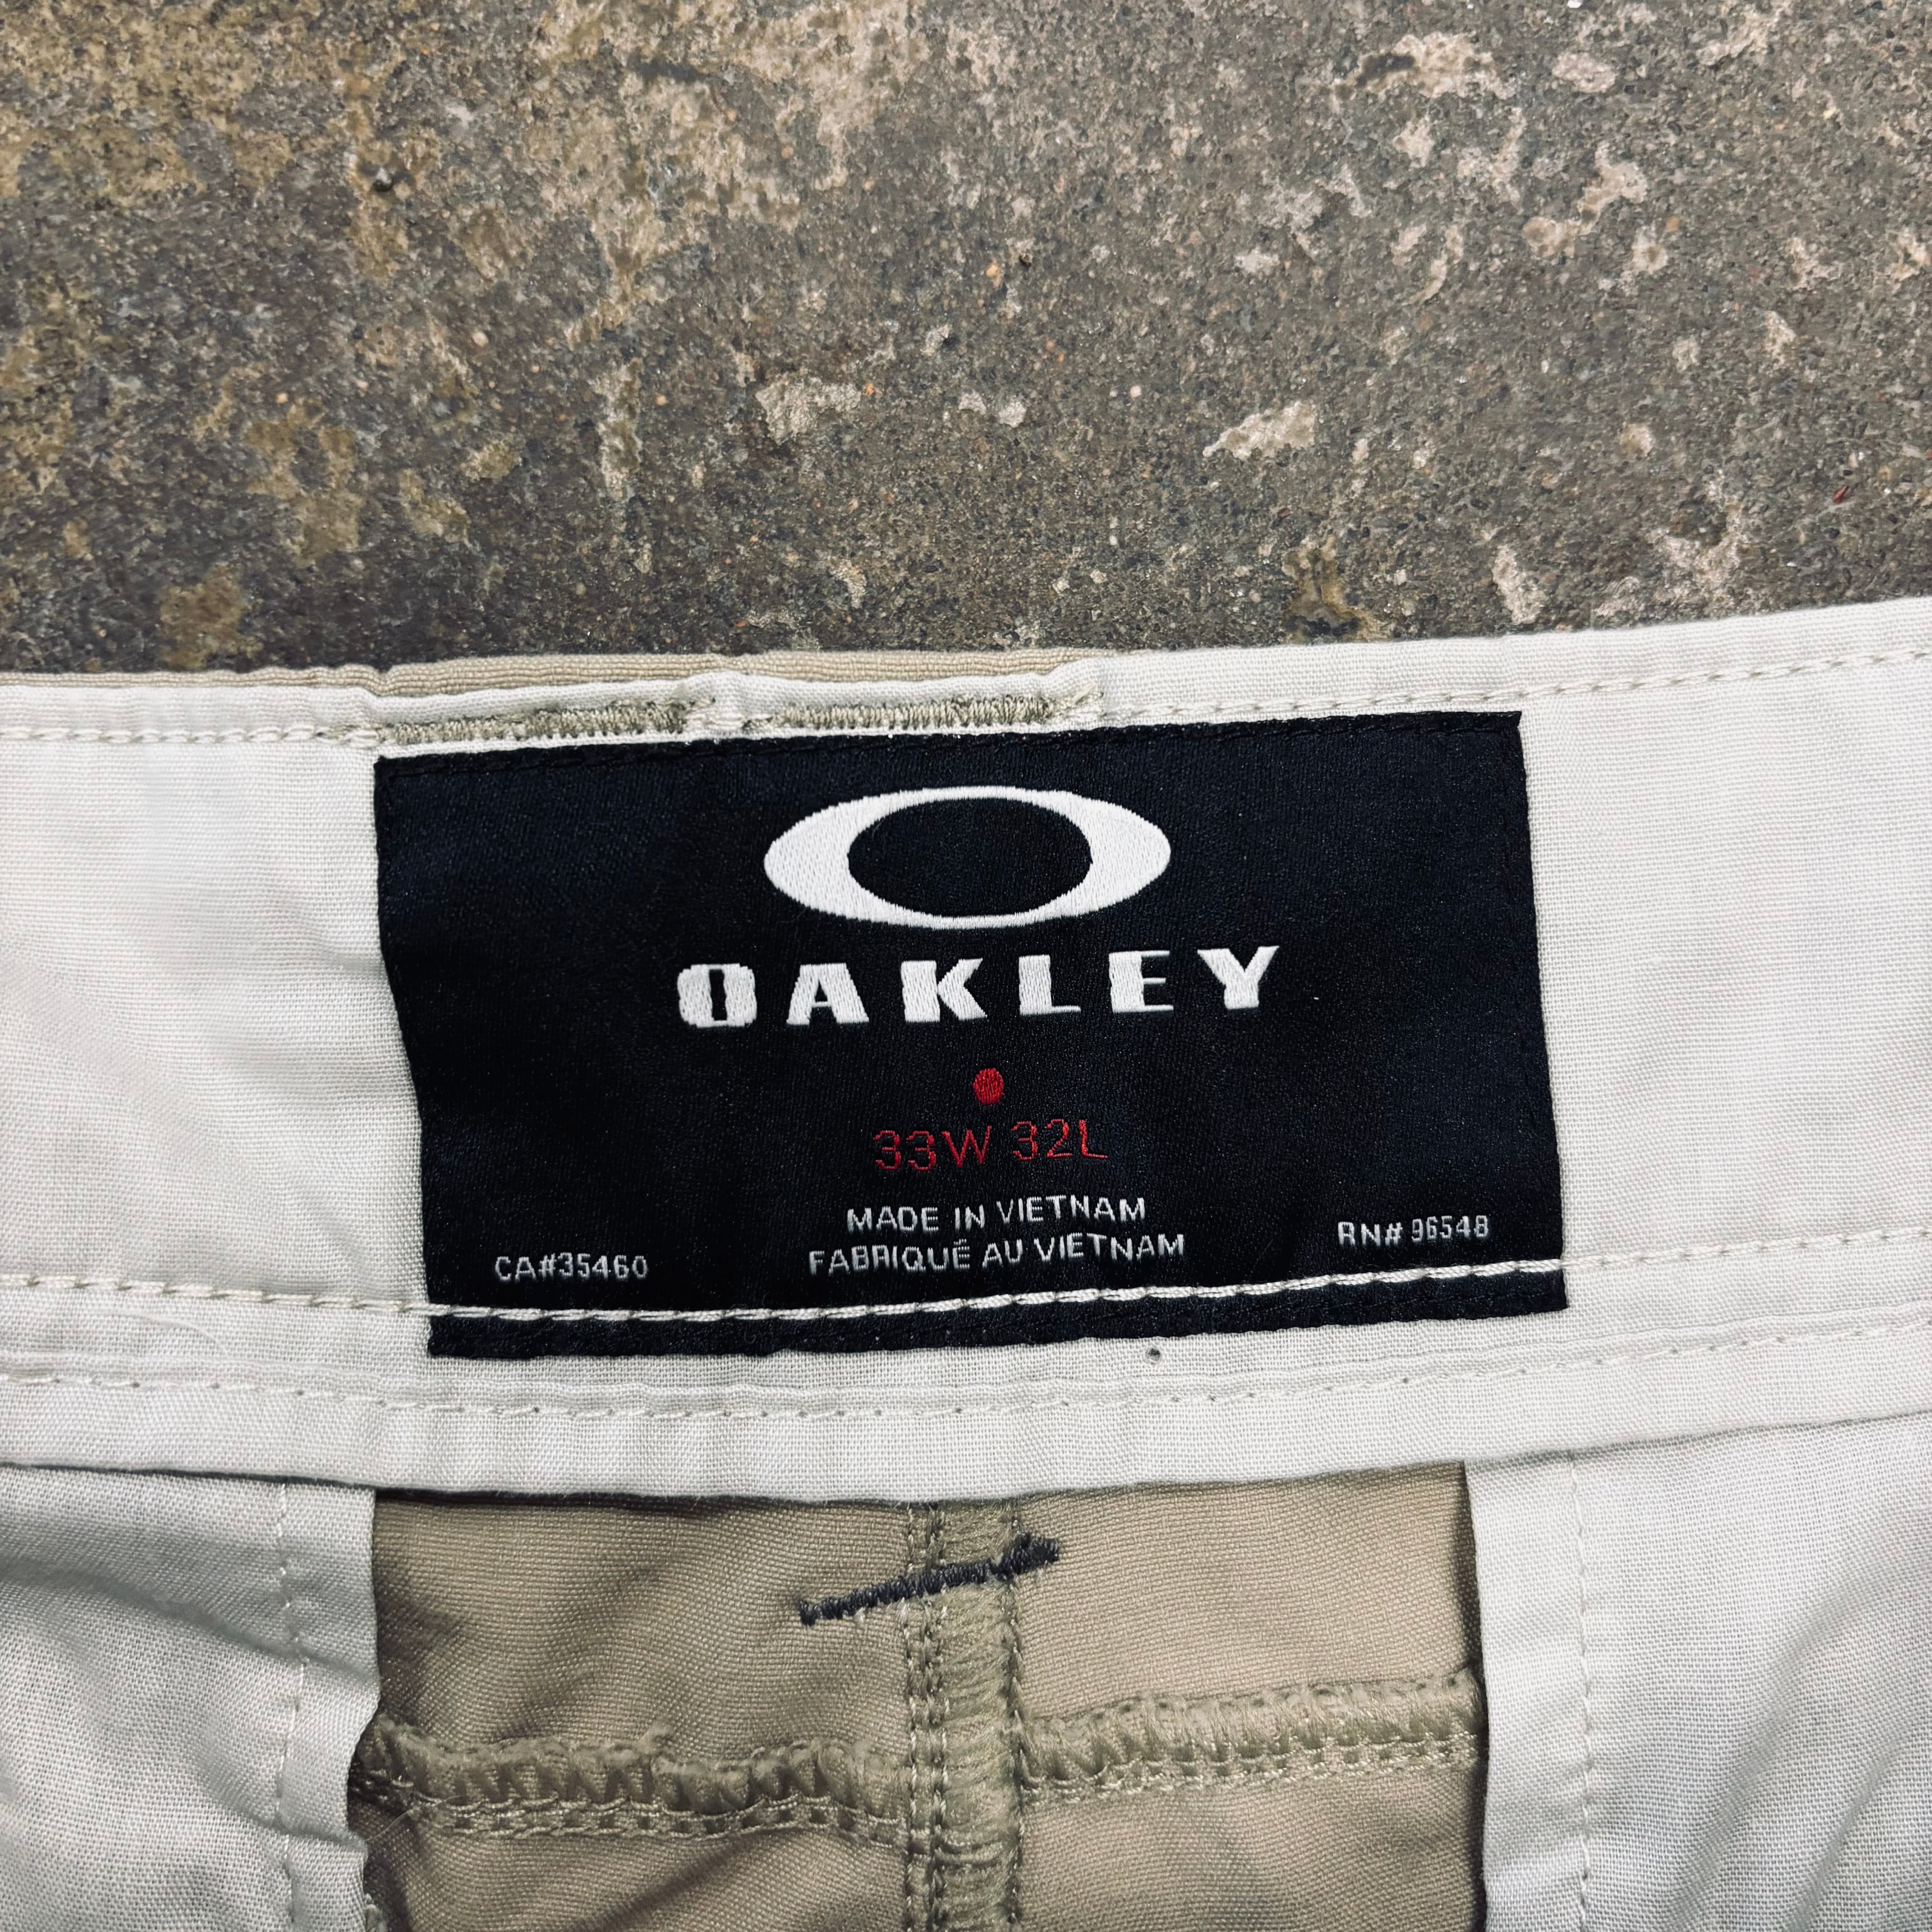 OAKLEY
33W 32L
MADE IN VIETNAM
FABRIQUÉ AU VIETNAM
CA#35460
RN# 96548